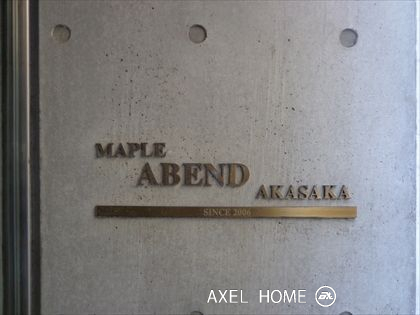 MAPLE
ABEND
AKASAKA
SINCE 2006
AXEL HOME